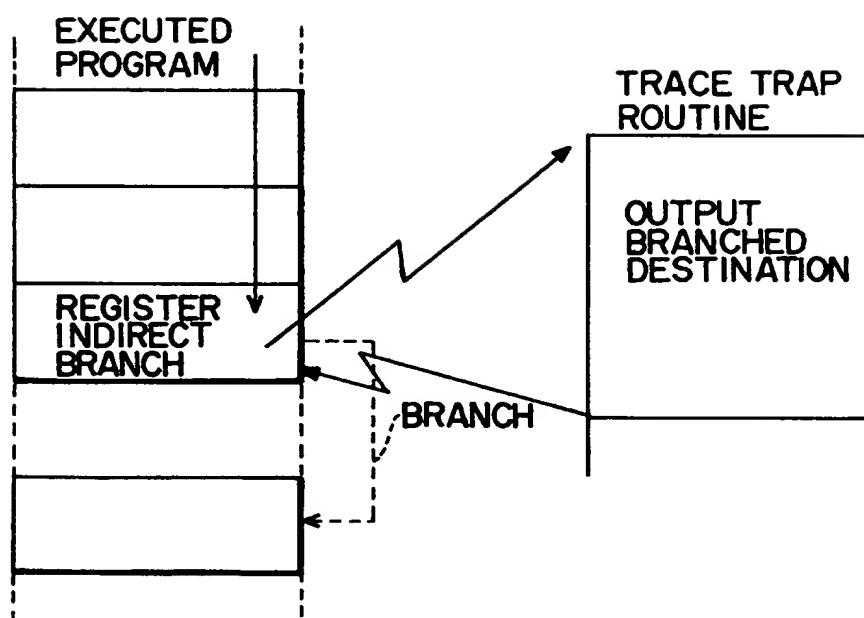 EXECUTED
PROGRAM
TRACE TRAP
ROUTINE
OUTPUT
BRANCHED
DESTINATION
REGISTER
INDIRECT
BRANCH
BRANCH